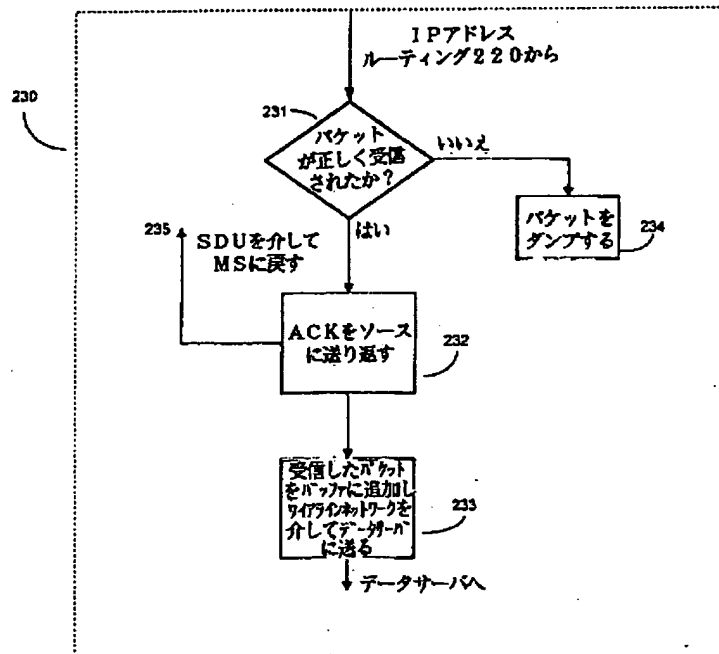 IPアドレス
ルーティング220から
230
231
パケット
が正しく受信
されたか?
いいえ
パケットを
ダンプする
234
はい
235
SDUを介して
MSに戻す
ACKをソース
に送り返す
232
受信したパケット
をバッファに追加し
ワイアラインネットワークを
介してデータサーバ
に送る
233
データサーバへ